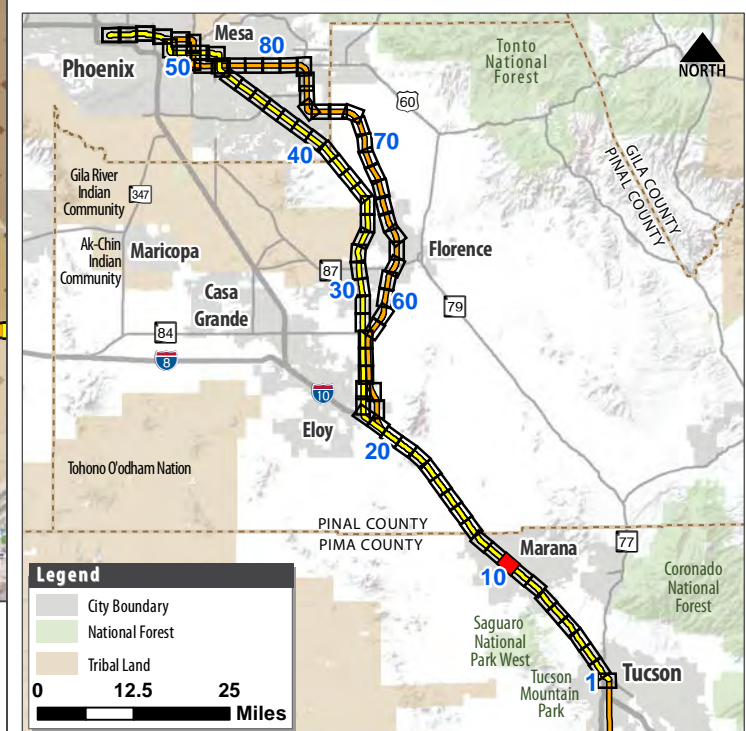 Mesa
80
Phoenix
50
Tonto
National
Forest
NORTH
60
70
40
GILA COUNTY
PINAL COUNTY
Gila River
Indian
Community
347
Ak-Chin
Indian
Community
Maricopa
Florence
87
30
Casa
Grande
60
79
84
8
10
Eloy
20
Tohono O'odham Nation
PINAL COUNTY
PIMA COUNTY
Marana
77
10
Coronado
National
Forest
Saguaro
National
Park West
Tucson
Mountain
Park
1
Tucson
Legend
City Boundary
National Forest
Tribal Land
0 12.5 25
Miles